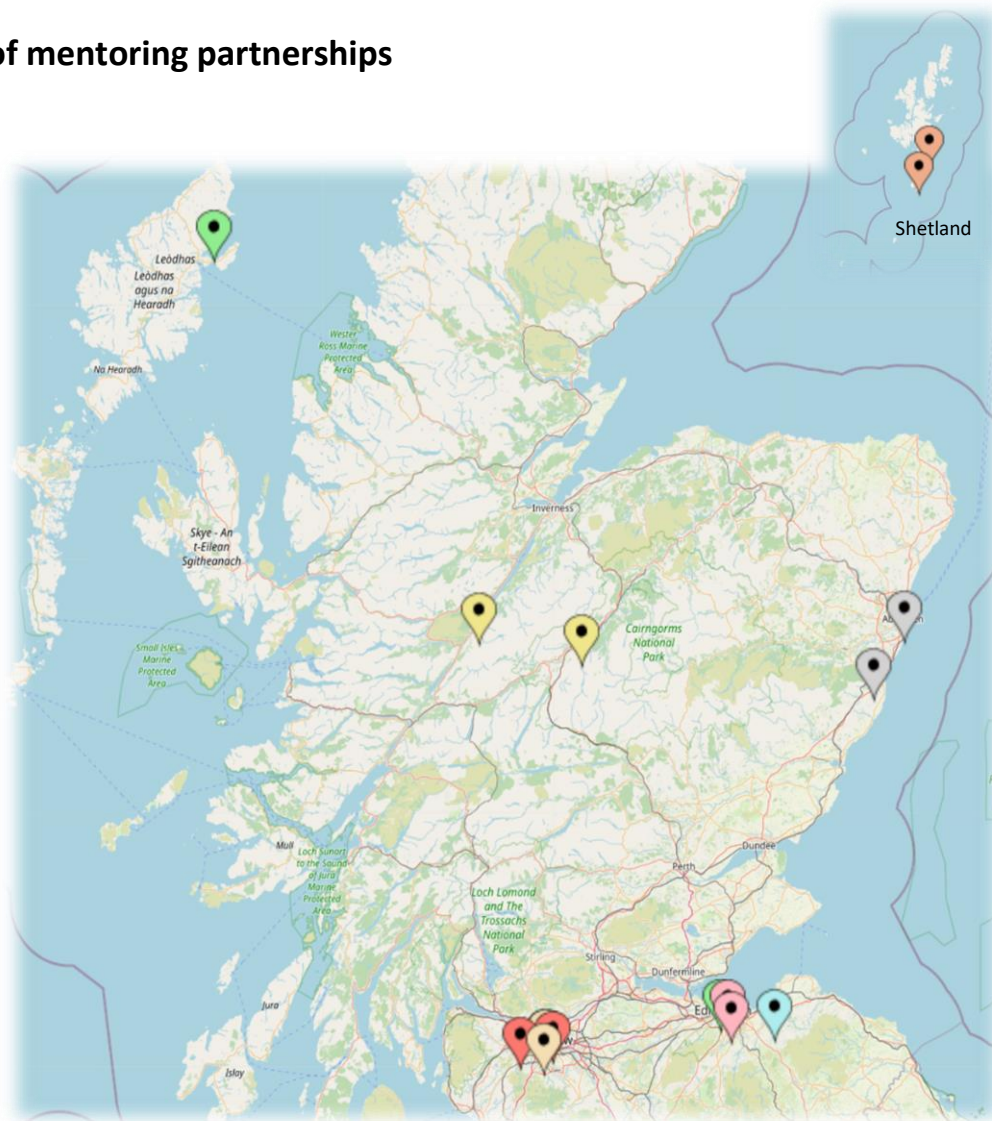 of mentoring partnerships
Shetland
Leòdhas
Leòdhas
agus na
Hearadh
Na Hearadh
Wester
Ross Marine
Protected
Area
Inverness
Skye - An
t-Eilean
Sgitheanach
Small Isles
Marine
Protected
Area
Cairngorms
National
Park
Mull
Loch Sunart
to the Sound
of Jura
Marine
Protected
Area
Dundee
Perth
Loch Lomond
and The
Trossachs
National
Park
Stirling
Dunfermline
Ed
w
Jura
Islay